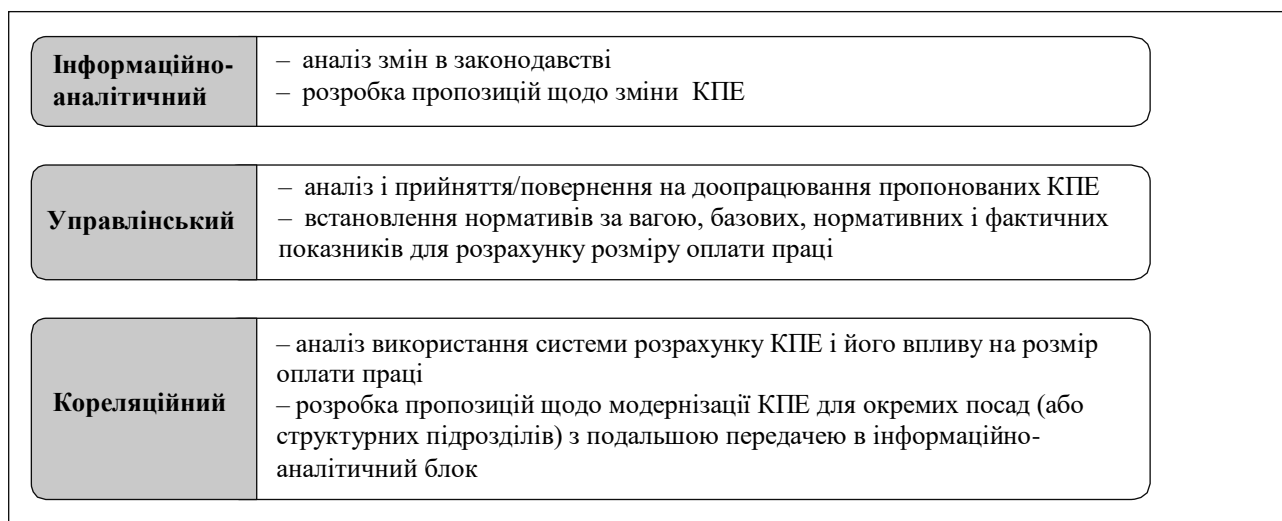 Інформаційно-
аналітичний
– аналіз змін в законодавстві
– розробка пропозицій щодо зміни КПЕ
Управлінський
– аналіз і прийняття/повернення на доопрацювання пропонованих КПЕ
– встановлення нормативів за вагою, базових, нормативних і фактичних
показників для розрахунку розміру оплати праці
Кореляційний
– аналіз використання системи розрахунку КПЕ і його впливу на розмір
оплати праці
– розробка пропозицій щодо модернізації КПЕ для окремих посад (або
структурних підрозділів) з подальшою передачею в інформаційно-
аналітичний блок